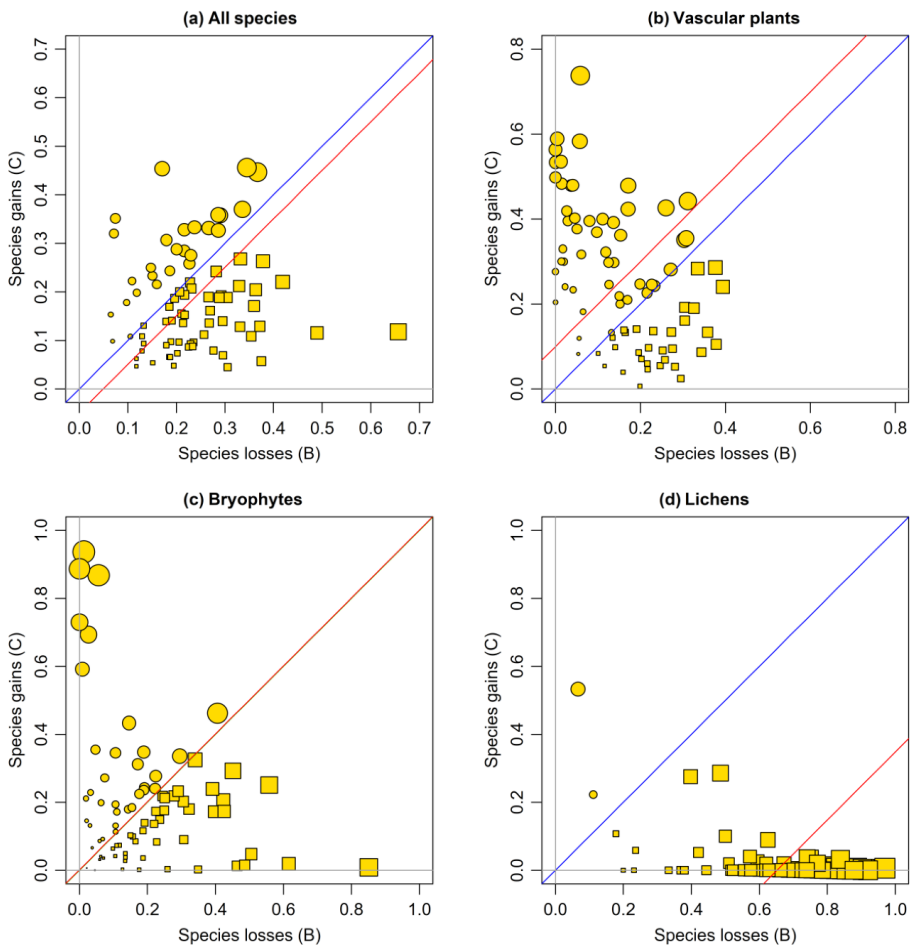 (a) All species
0.0 0.1 0.2 0.3 0.4 0.5 0.6 0.7
Species gains (C)
0.0 0.1 0.2 0.3 0.4 0.5 0.6 0.7
Species losses (B)
(b) Vascular plants
0.0 0.2 0.4 0.6 0.8
Species gains (C)
0.0 0.2 0.4 0.6 0.8
Species losses (B)
(c) Bryophytes
0.0 0.2 0.4 0.6 0.8 1.0
Species gains (C)
0.0 0.2 0.4 0.6 0.8 1.0
Species losses (B)
(d) Lichens
0.0 0.2 0.4 0.6 0.8 1.0
Species gains (C)
0.0 0.2 0.4 0.6 0.8 1.0
Species losses (B)